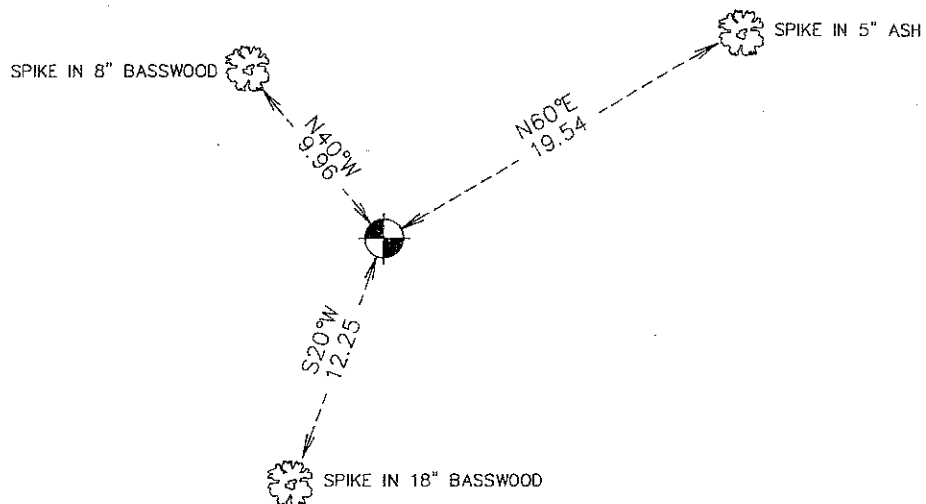 SPIKE IN 5" ASH
SPIKE IN 8" BASSWOOD
N40°W
9.96
N60°E
19.54
S20°W
12.25
SPIKE IN 18" BASSWOOD